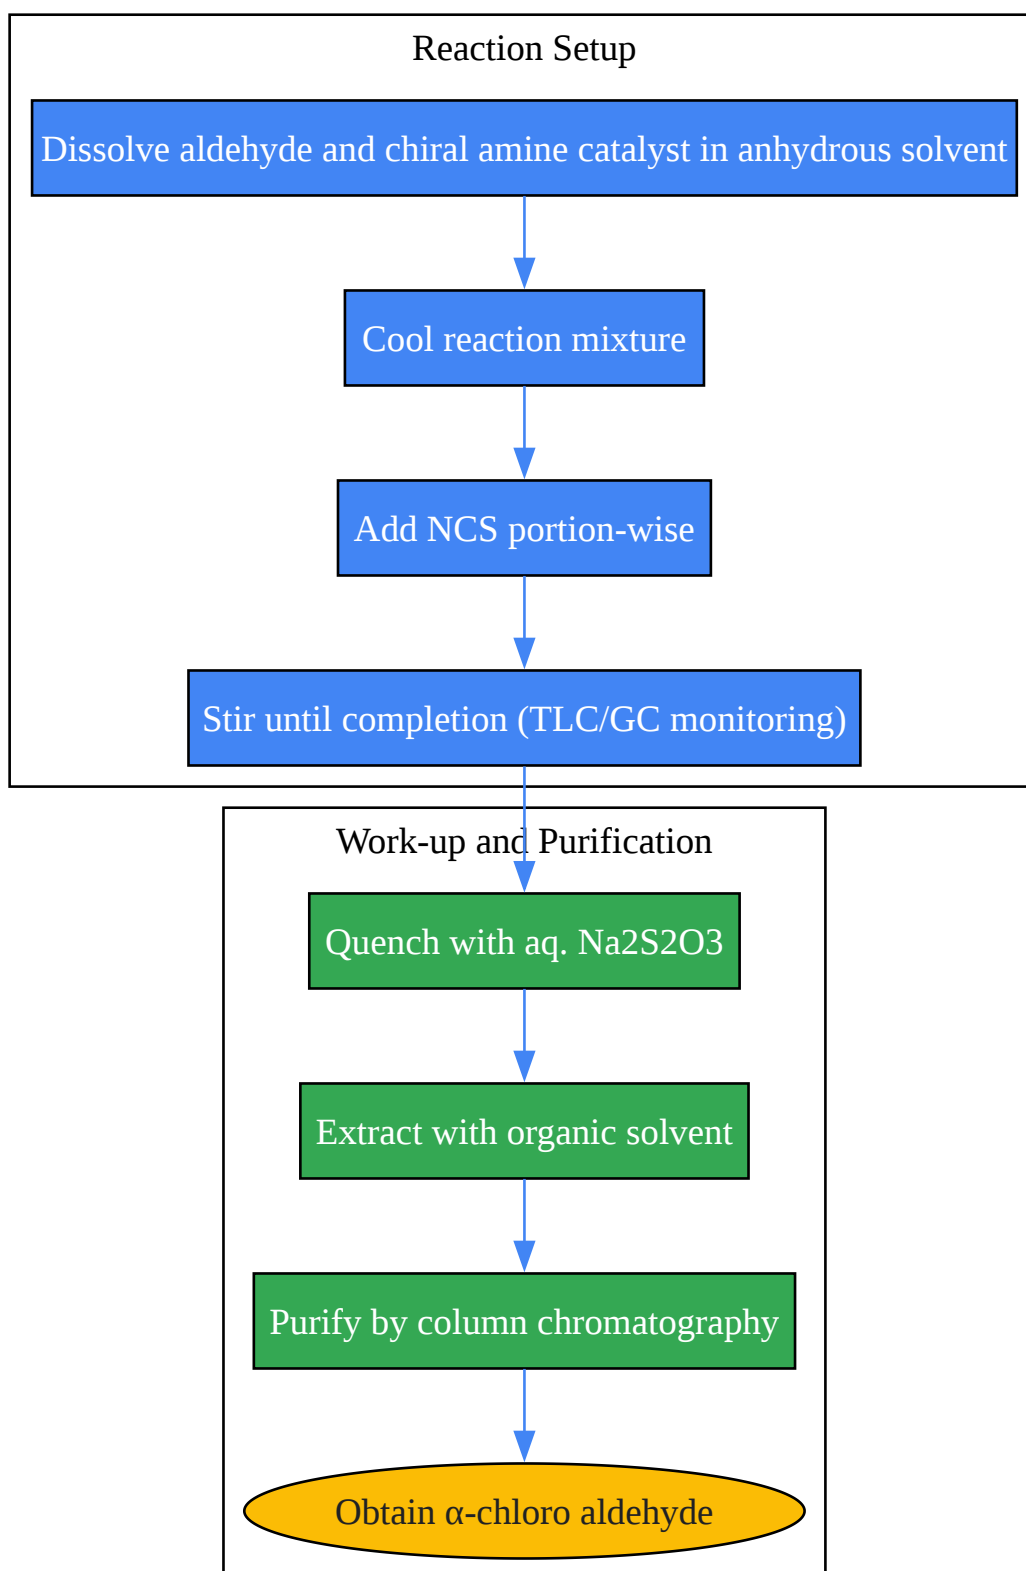 Reaction Setup
Dissolve aldehyde and chiral amine catalyst in anhydrous solvent
Cool reaction mixture
Add NCS portion-wise
Stir until completion (TLC/GC monitoring)
Work-up and Purification
Quench with aq. Na2S2O3
Extract with organic solvent
Purify by column chromatography
Obtain α-chloro aldehyde